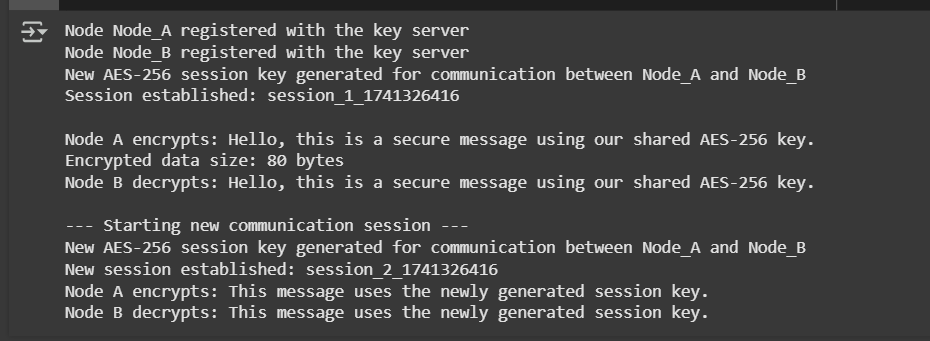 Node Node_A registered with the key server
Node Node_B registered with the key server
New AES-256 session key generated for communication between Node_A and Node_B
Session established: session_1_1741326416
Node A encrypts: Hello, this is a secure message using our shared AES-256 key.
Encrypted data size: 80 bytes
Node B decrypts: Hello, this is a secure message using our shared AES-256 key.
--- Starting new communication session ---
New AES-256 session key generated for communication between Node_A and Node_B
New session established: session_2_1741326416
Node A encrypts: This message uses the newly generated session key.
Node B decrypts: This message uses the newly generated session key.